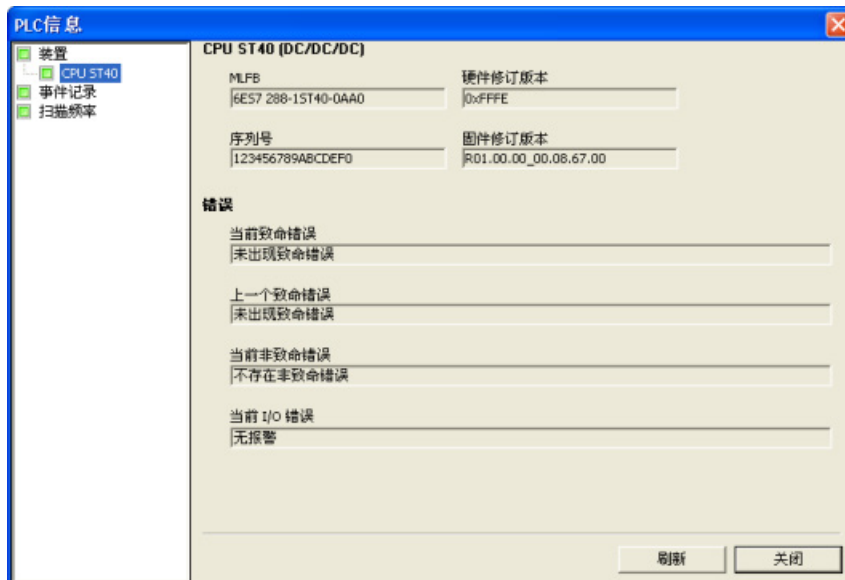 PLC信息
装置
CPU ST40
事件记录
扫描频率
CPU ST40 (DC/DC/DC)
MLFB
6ES7 288-1ST40-0AA0
硬件修订版本
0xFFFE
序列号
123456789ABCDEF0
固件修订版本
R01.00.00_00.08.67.00
错误
当前致命错误
未出现致命错误
上一个致命错误
未出现致命错误
当前非致命错误
不存在非致命错误
当前 I/O 错误
无报警
刷新
关闭